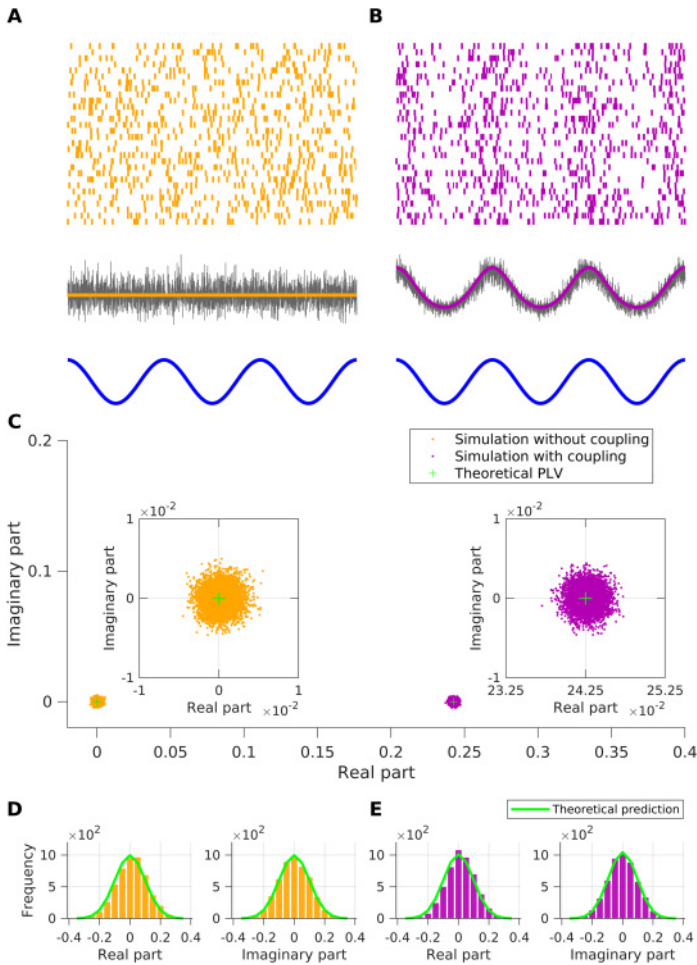 A
B
C
0.2
0.1
0
Imaginary part
0
0.05
0.1
0.15
0.2
0.25
0.3
0.35
0.4
Real part
Simulation without coupling
Simulation with coupling
Theoretical PLV
×10⁻²
1
0
-1
Imaginary part
-1
0
1
Real part
×10⁻²
×10⁻²
1
0
-1
Imaginary part
23.25
24.25
25.25
Real part
×10⁻²
D
E
Theoretical prediction
×10²
10
5
0
Frequency
-0.4 -0.2 0 0.2 0.4
Real part
×10²
10
5
0
-0.4 -0.2 0 0.2 0.4
Imaginary part
×10²
10
5
0
-0.4 -0.2 0 0.2 0.4
Real part
×10²
10
5
0
-0.4 -0.2 0 0.2 0.4
Imaginary part